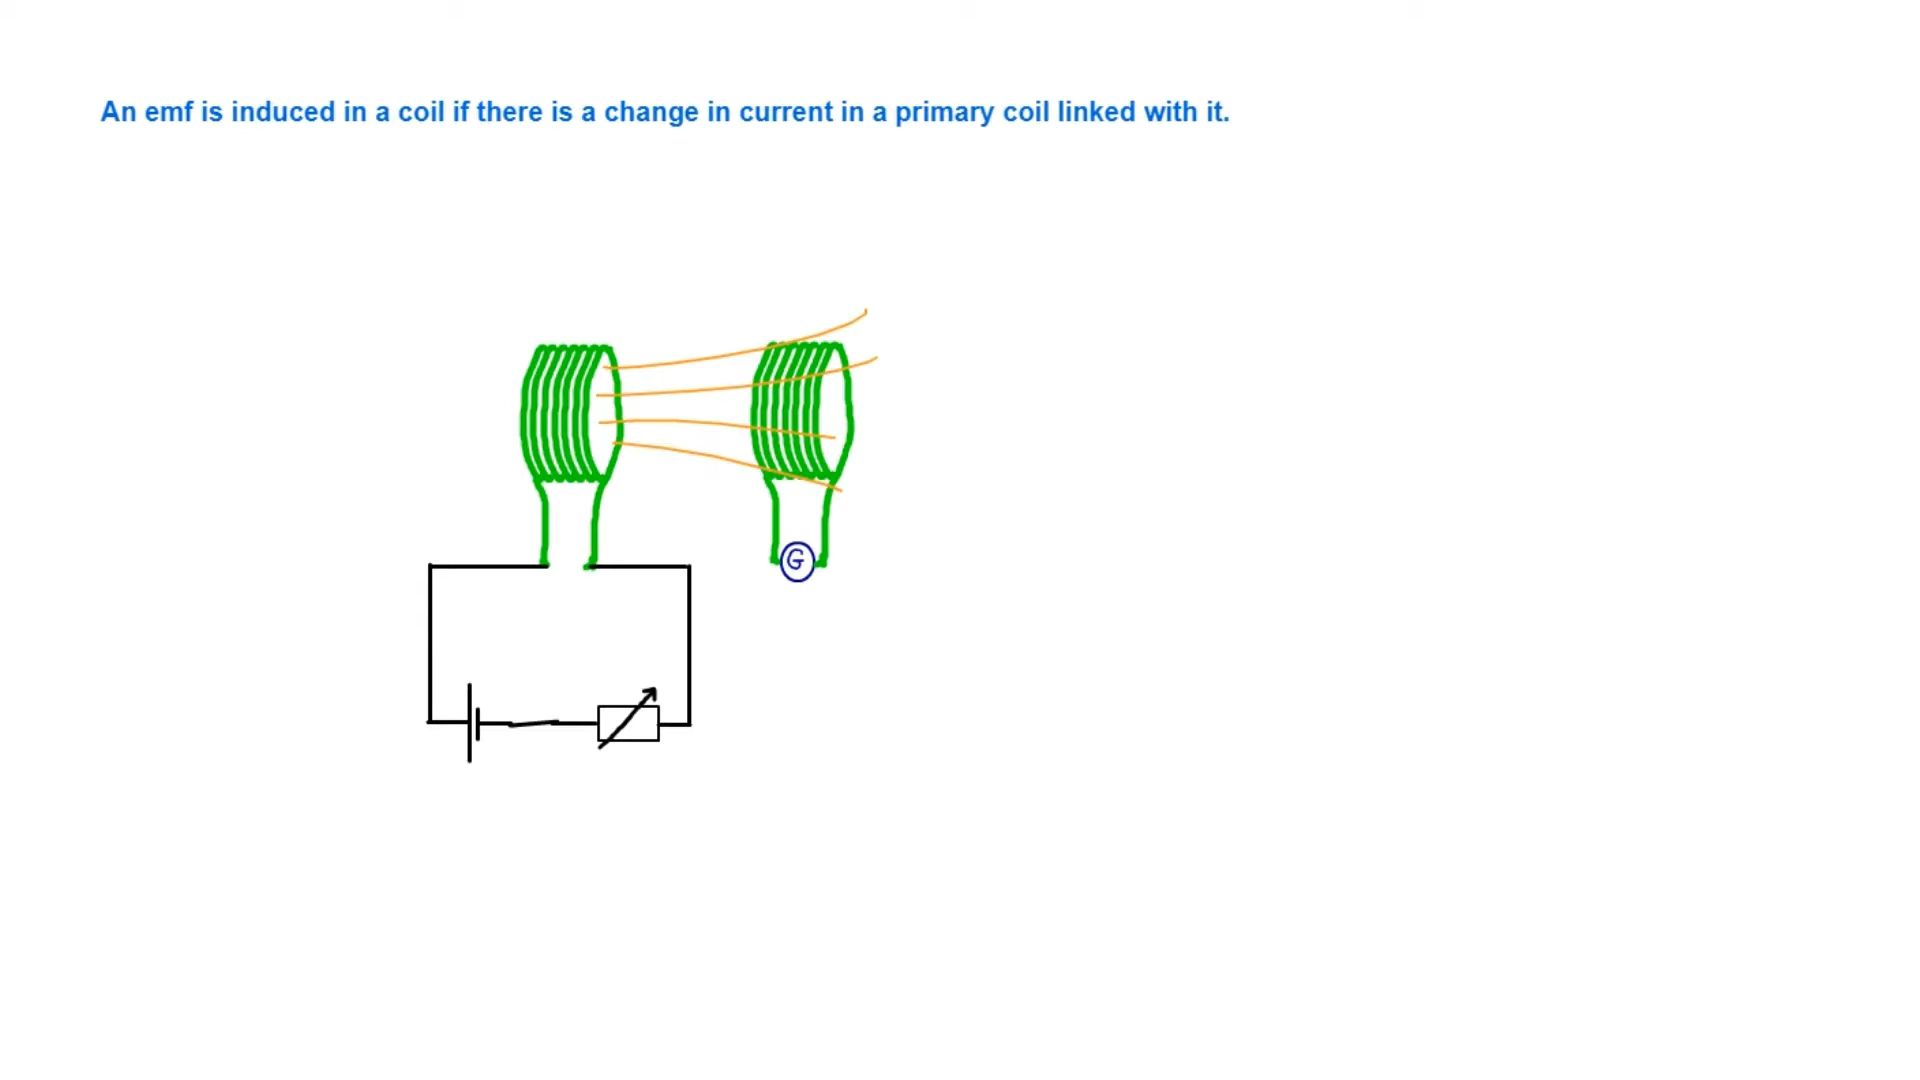 An emf is induced in a coil if there is a change in current in a primary coil linked with it.
G